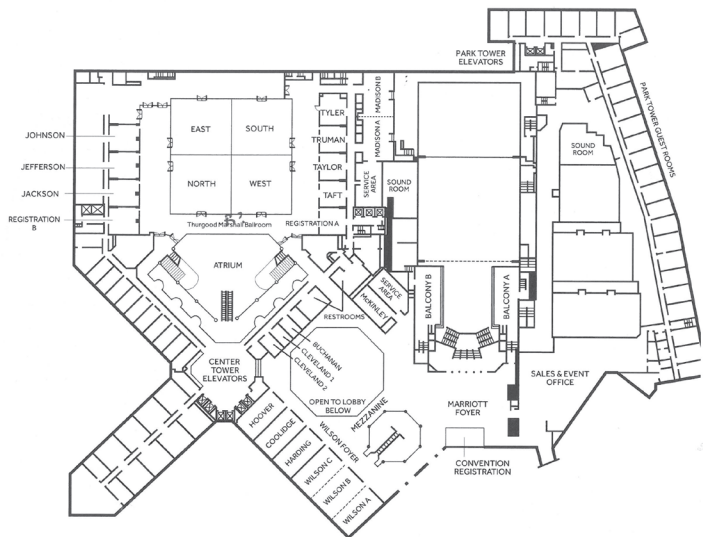 PARK TOWER
ELEVATORS
PARK TOWER GUEST ROOMS
JOHNSON
JEFFERSON
JACKSON
REGISTRATION
B
EAST
SOUTH
NORTH
WEST
Thurgood Marshall Ballroom
REGISTRATION A
TYLER
TRUMAN
TAYLOR
TAFT
MADISON B
MADISON A
SERVICE
AREA
SOUND
ROOM
SOUND
ROOM
ATRIUM
RESTROOMS
SERVICE
AREA
McKINLEY
BALCONY B
BALCONY A
BUCHANAN
CLEVELAND 1
CLEVELAND 2
CENTER
TOWER
ELEVATORS
OPEN TO LOBBY
BELOW
MEZZANINE
SALES & EVENT
OFFICE
MARRIOTT
FOYER
CONVENTION
REGISTRATION
HOOVER
COOLIDGE
HARDING
WILSON FOYER
WILSON C
WILSON B
WILSON A